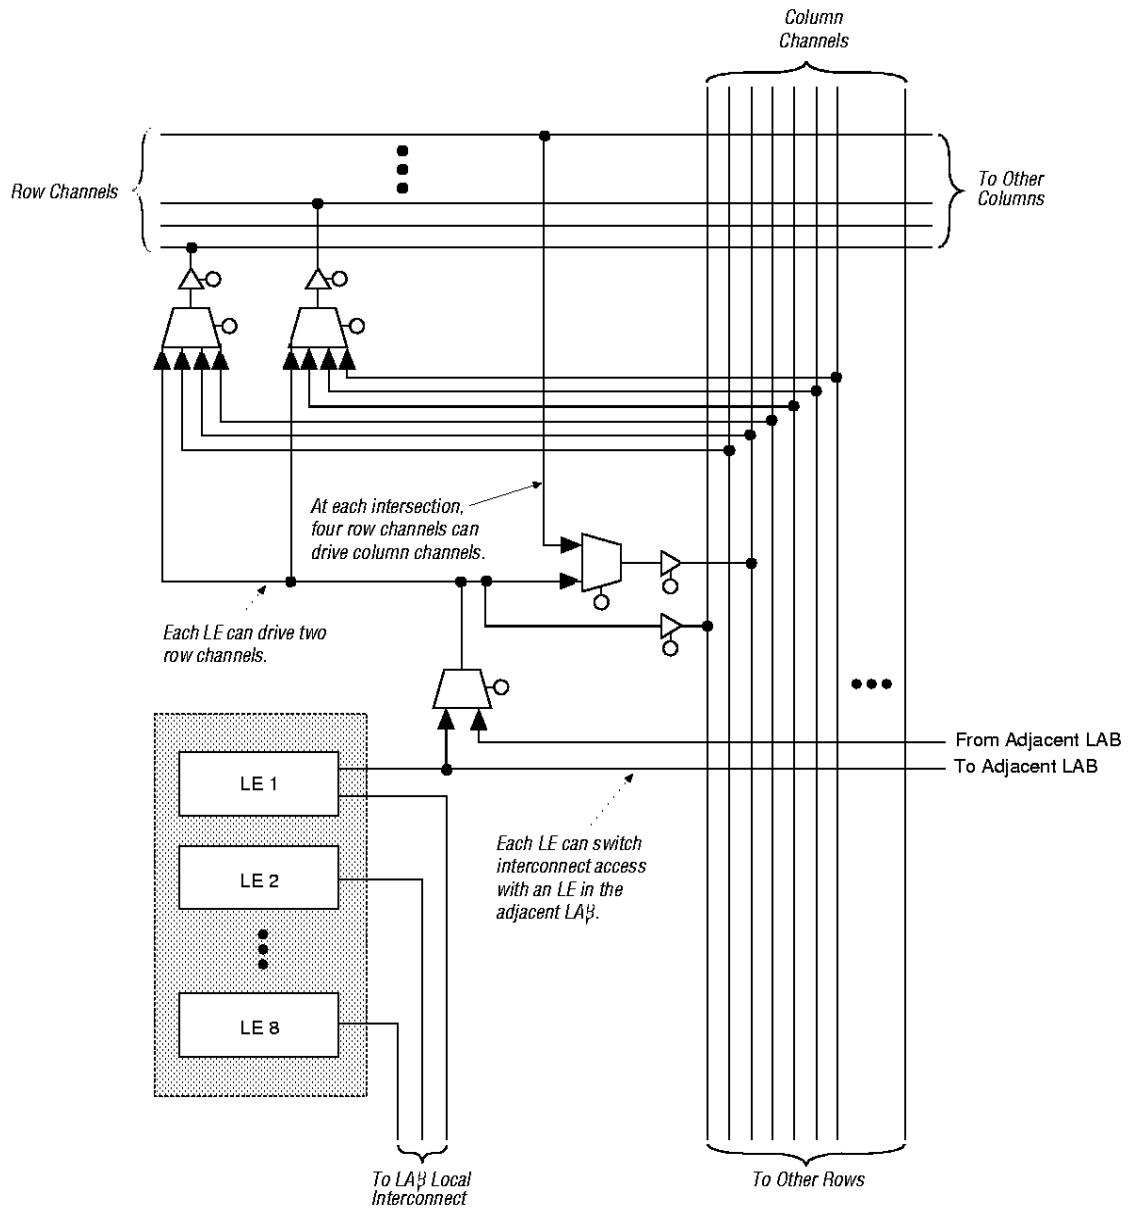 Column
Channels
Row Channels
To Other
Columns
At each intersection,
four row channels can
drive column channels.
Each LE can drive two
row channels.
From Adjacent LAB
To Adjacent LAB
LE 1
Each LE can switch
interconnect access
with an LE in the
adjacent LAβ.
LE 2
LE 8
To LAβ Local
Interconnect
To Other Rows